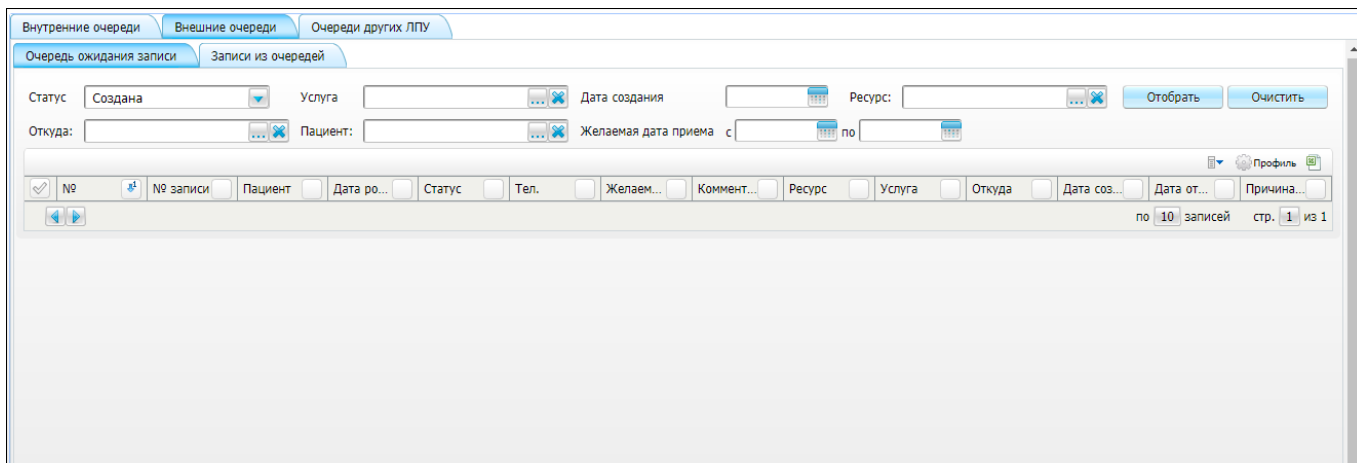 Внутренние очереди Внешние очереди Очереди других ЛПУ
Очередь ожидания записи Записи из очередей
Статус Создана Услуга ... Дата создания Ресурс: ... Отобрать Очистить
Откуда: ... Пациент: ... Желаемая дата приема с по
Профиль
№ № записи Пациент Дата ро... Статус Тел. Желаем... Коммент... Ресурс Услуга Откуда Дата соз... Дата от... Причина...
по 10 записей стр. 1 из 1